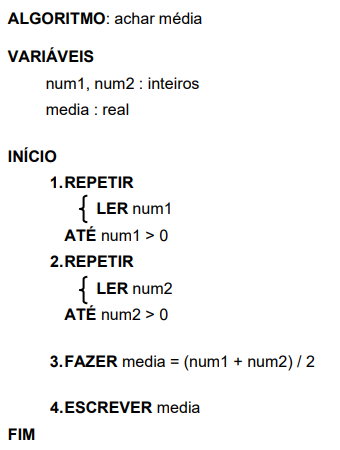 ALGORITMO: achar média
VARIÁVEIS
num1, num2 : inteiros
media : real
INÍCIO
1.REPETIR
{ LER num1
ATÉ num1 > 0
2.REPETIR
{ LER num2
ATÉ num2 > 0
3.FAZER media = (num1 + num2) / 2
4.ESCREVER media
FIM